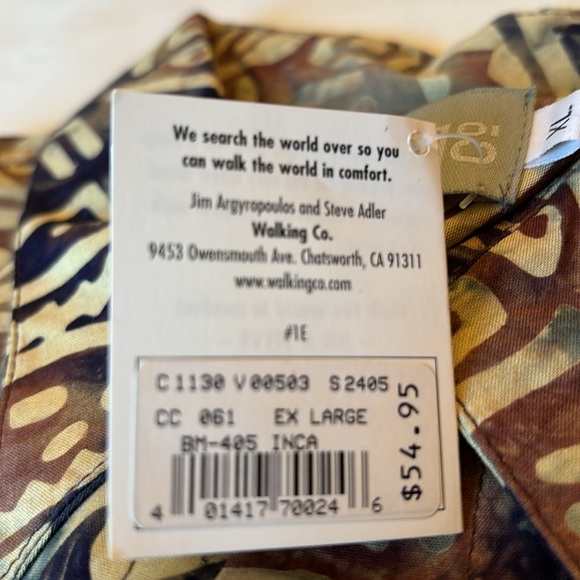 We search the world over so you
can walk the world in comfort.
Jim Argyropoulos and Steve Adler
Walking Co.
9453 Owensmouth Ave. Chatsworth, CA 91311
www.walkingco.com
#1E
C 1130 V 00503 S 2405
CC 061 EX LARGE
BM-405 INCA
4 01417 70024 6
$54.95
XL